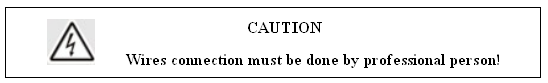 CAUTION
Wires connection must be done by professional person!